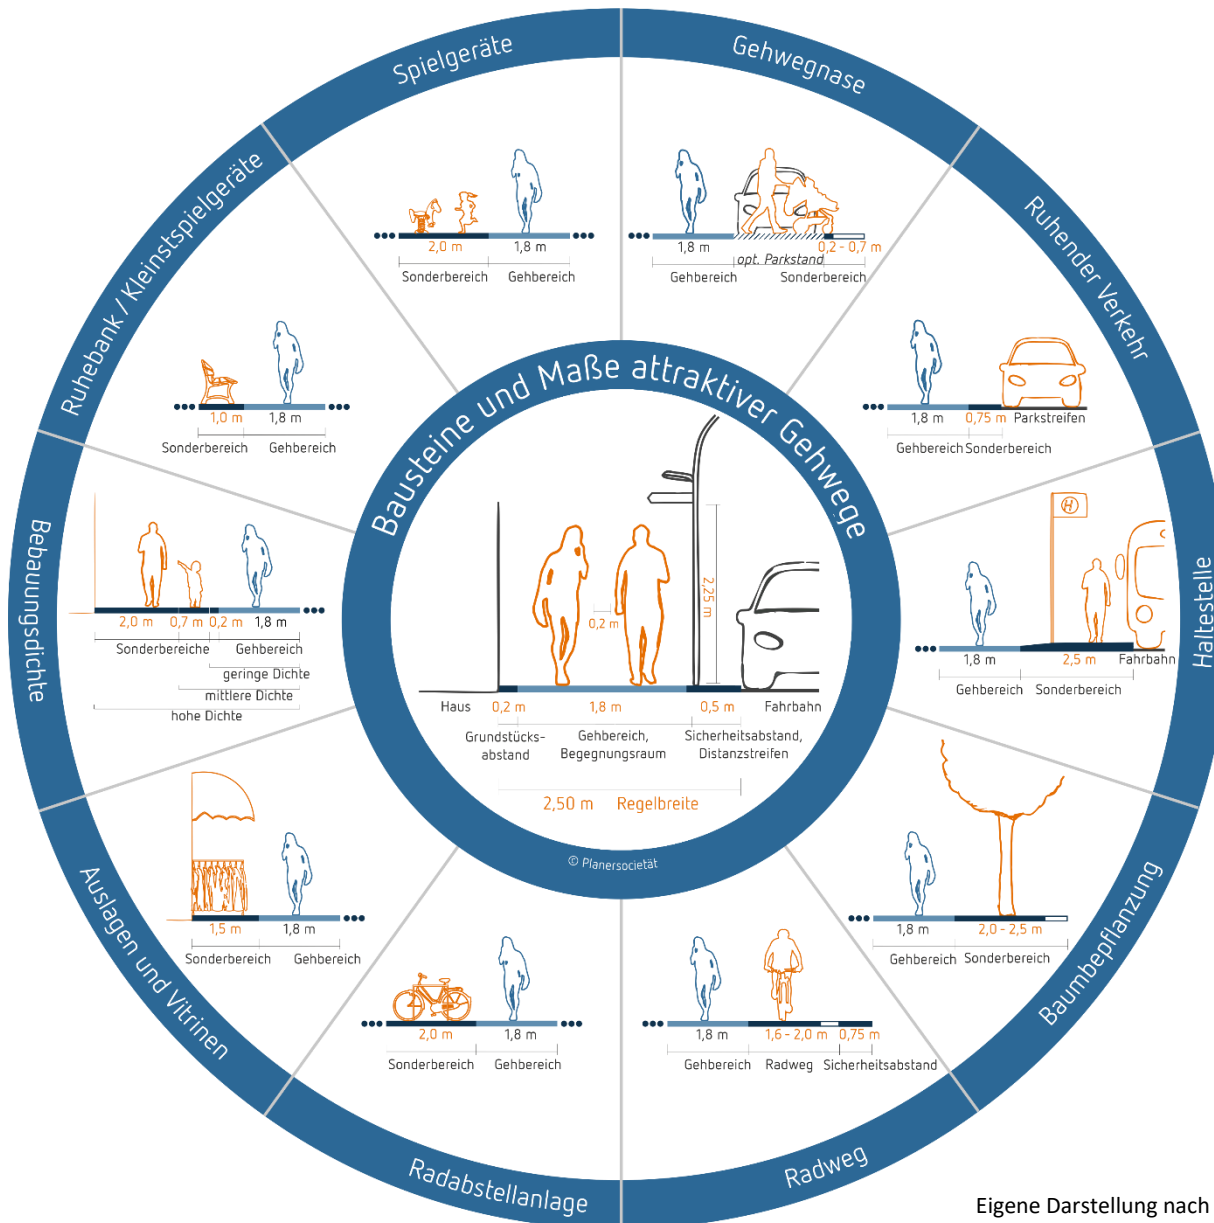 Bausteine und Maße attraktiver Gehwege
2,25 m
0,2 m
Haus
0,2 m
1,8 m
0,5 m
Fahrbahn
Grundstücks-
abstand
Gehbereich,
Begegnungsraum
Sicherheitsabstand,
Distanzstreifen
2,50 m Regelbreite
© Planersocietät
Gehwegnase
1,8 m
opt. Parkstand
0,2 - 0,7 m
Gehbereich
Sonderbereich
Ruhender Verkehr
1,8 m
0,75 m
Parkstreifen
Gehbereich
Sonderbereich
Haltestelle
H
1,8 m
2,5 m
Fahrbahn
Gehbereich
Sonderbereich
Baumbepflanzung
1,8 m
2,0 - 2,5 m
Gehbereich
Sonderbereich
Radweg
1,8 m
1,6 - 2,0 m
0,75 m
Gehbereich
Radweg
Sicherheitsabstand
Radabstellanlage
2,0 m
1,8 m
Sonderbereich
Gehbereich
Auslagen und Vitrinen
1,5 m
1,8 m
Sonderbereich
Gehbereich
Bebauungsdichte
2,0 m
0,7 m
0,2 m
1,8 m
Sonderbereiche
Gehbereich
geringe Dichte
mittlere Dichte
hohe Dichte
Ruhebank / Kleinstspielgeräte
1,0 m
1,8 m
Sonderbereich
Gehbereich
Spielgeräte
2,0 m
1,8 m
Sonderbereich
Gehbereich
Eigene Darstellung nach